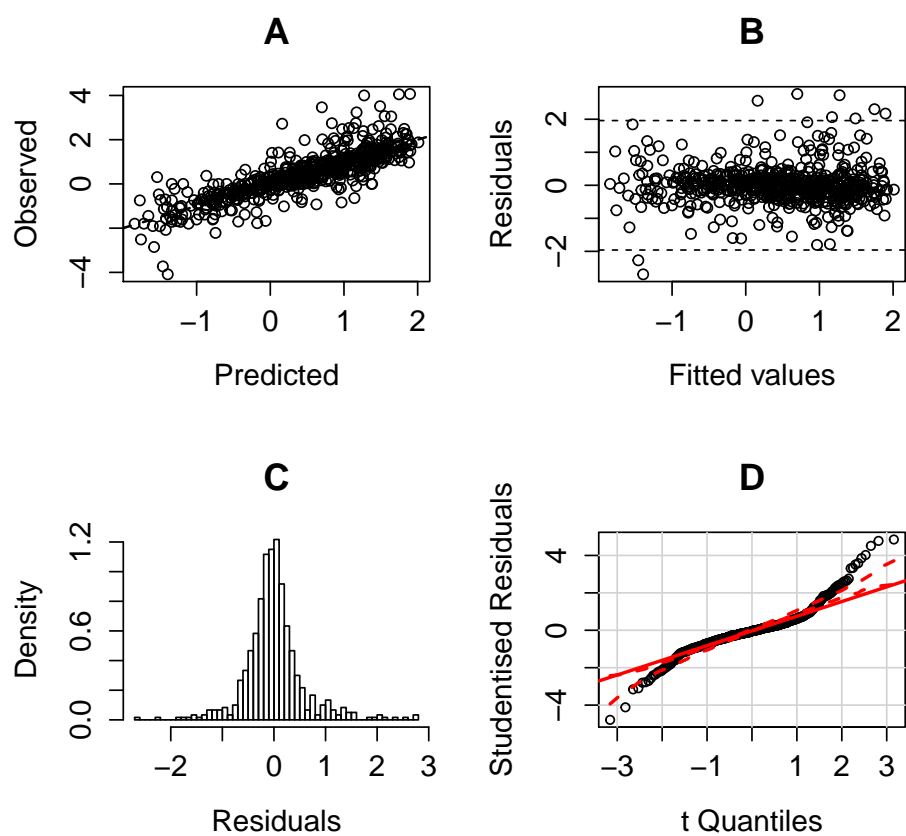 A
Observed
4
2
0
−4
−1
0
1
2
Predicted
B
Residuals
2
0
−2
−1
0
1
2
Fitted values
C
Density
1.2
0.6
0.0
−2
0
1
2
3
Residuals
D
Studentised Residuals
4
0
−4
−3
−1
1
2
3
t Quantiles